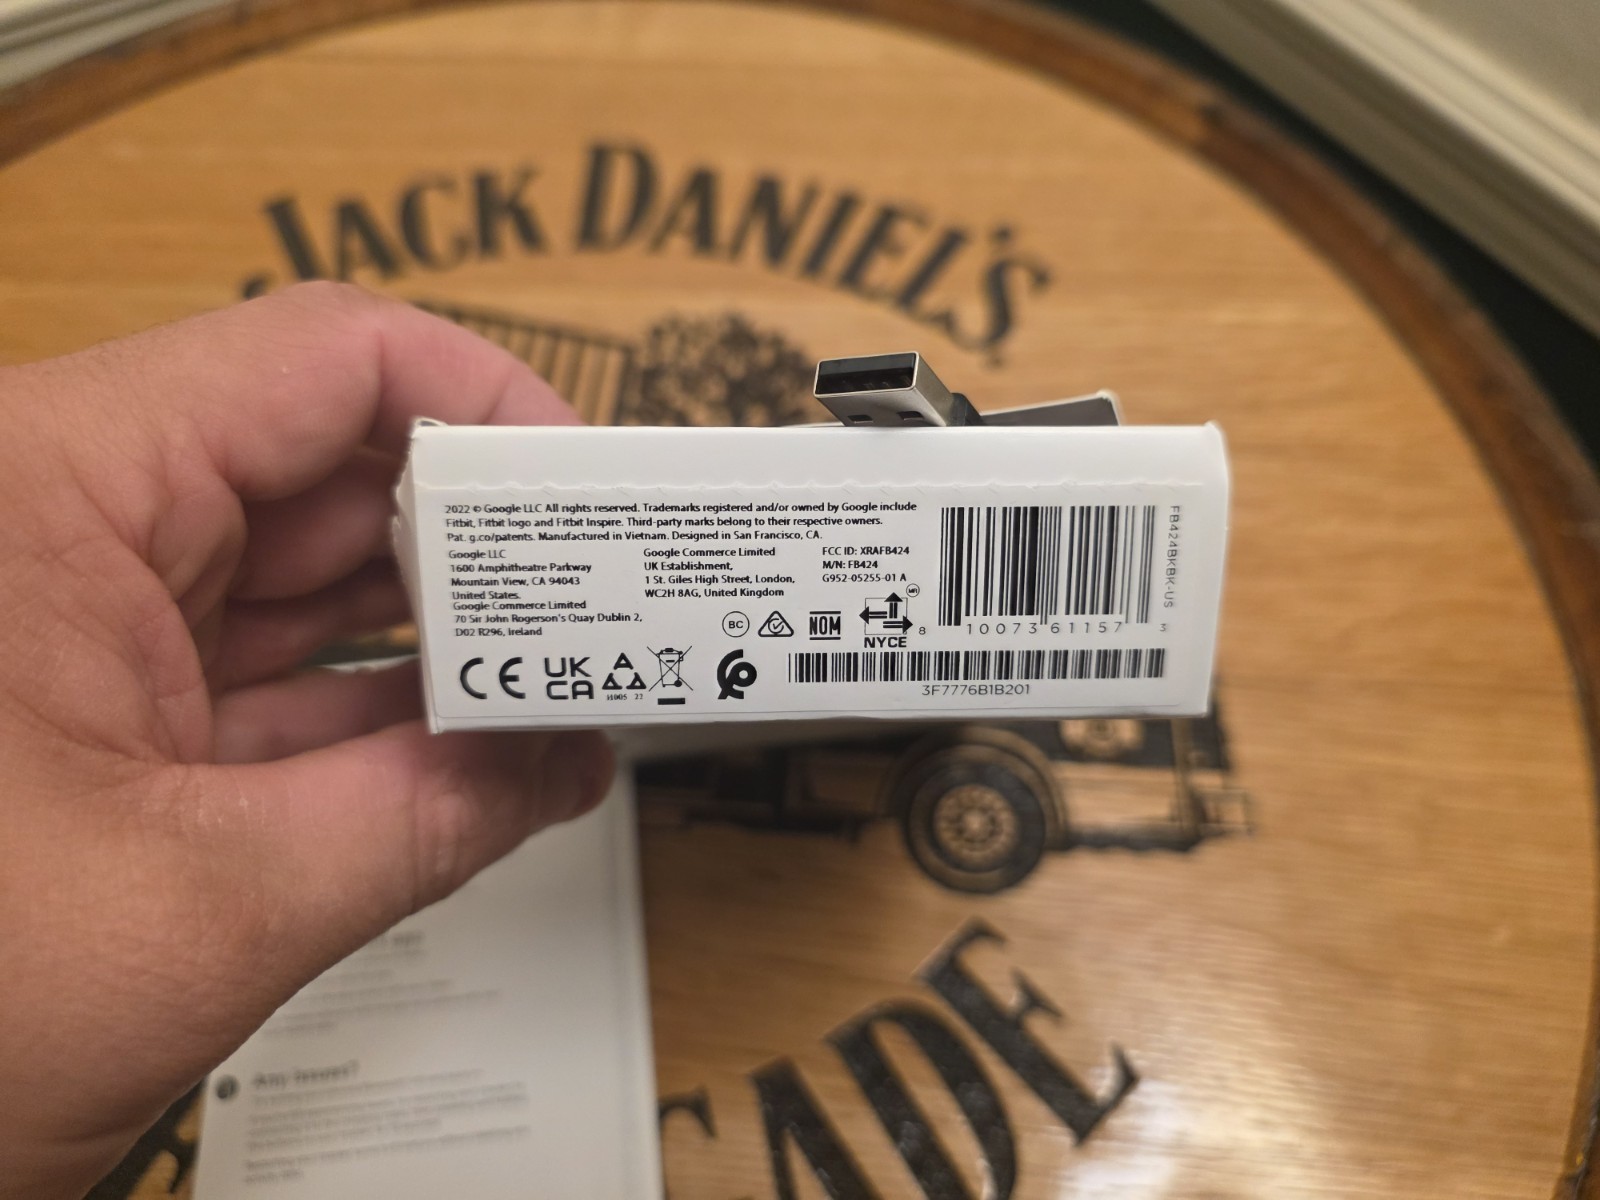 JACK DANIEL'S
2022 © Google LLC All rights reserved. Trademarks registered and/or owned by Google include
Fitbit, Fitbit logo and Fitbit Inspire. Third-party marks belong to their respective owners.
Pat. g.co/patents. Manufactured in Vietnam. Designed in San Francisco, CA.
Google LLC
1600 Amphitheatre Parkway
Mountain View, CA 94043
United States.
Google Commerce Limited
70 Sir John Rogerson's Quay Dublin 2,
D02 R296, Ireland
Google Commerce Limited
UK Establishment,
1 St. Giles High Street, London,
WC2H 8AG, United Kingdom
FCC ID: XRAFB424
M/N: FB424
G952-05255-01 A
BC
NOM
NYCE
MR
CE
UK
CA
8 10073 61157 3
FB424BKBK-US
3F7776B1B201
Any issues?
ADE